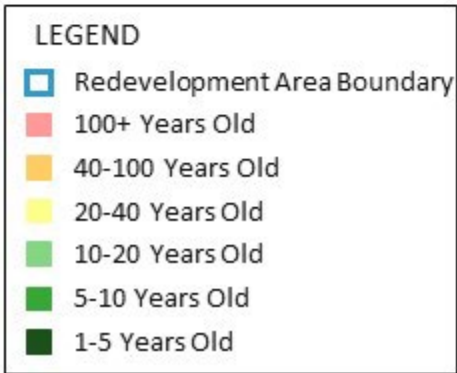 LEGEND
Redevelopment Area Boundary
100+ Years Old
40-100 Years Old
20-40 Years Old
10-20 Years Old
5-10 Years Old
1-5 Years Old